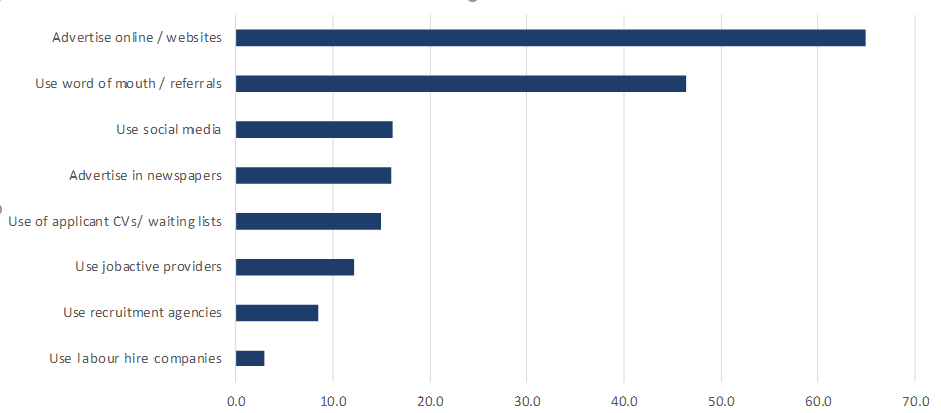 Advertise online / websites
Use word of mouth / referrals
Use social media
Advertise in newspapers
Use of applicant CVs/ waiting lists
Use jobactive providers
Use recruitment agencies
Use labour hire companies
0.0 10.0 20.0 30.0 40.0 50.0 60.0 70.0